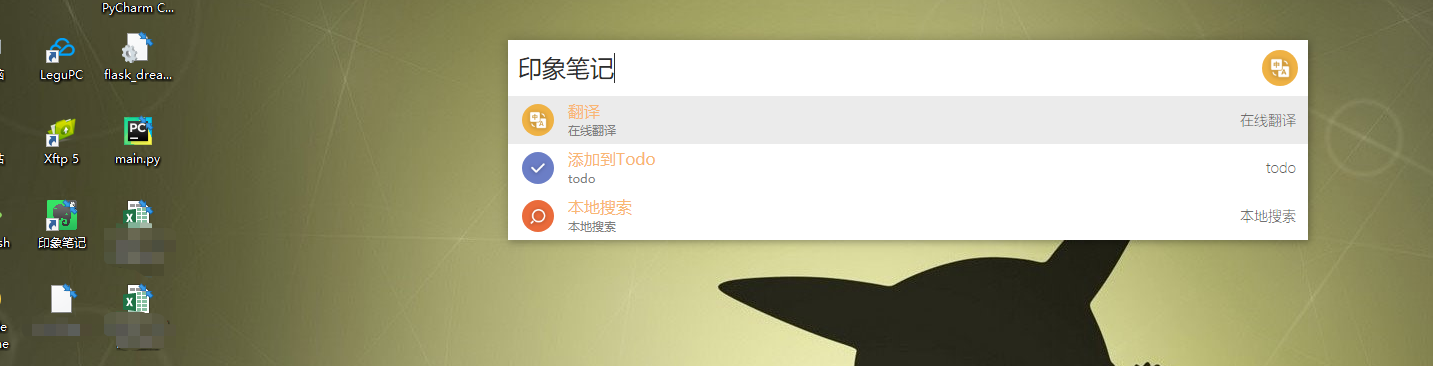 PyCharm C...
LeguPC
flask_drea...
Xftp 5
main.py
印象笔记
印象笔记
翻译
在线翻译
在线翻译
添加到Todo
todo
todo
本地搜索
本地搜索
本地搜索